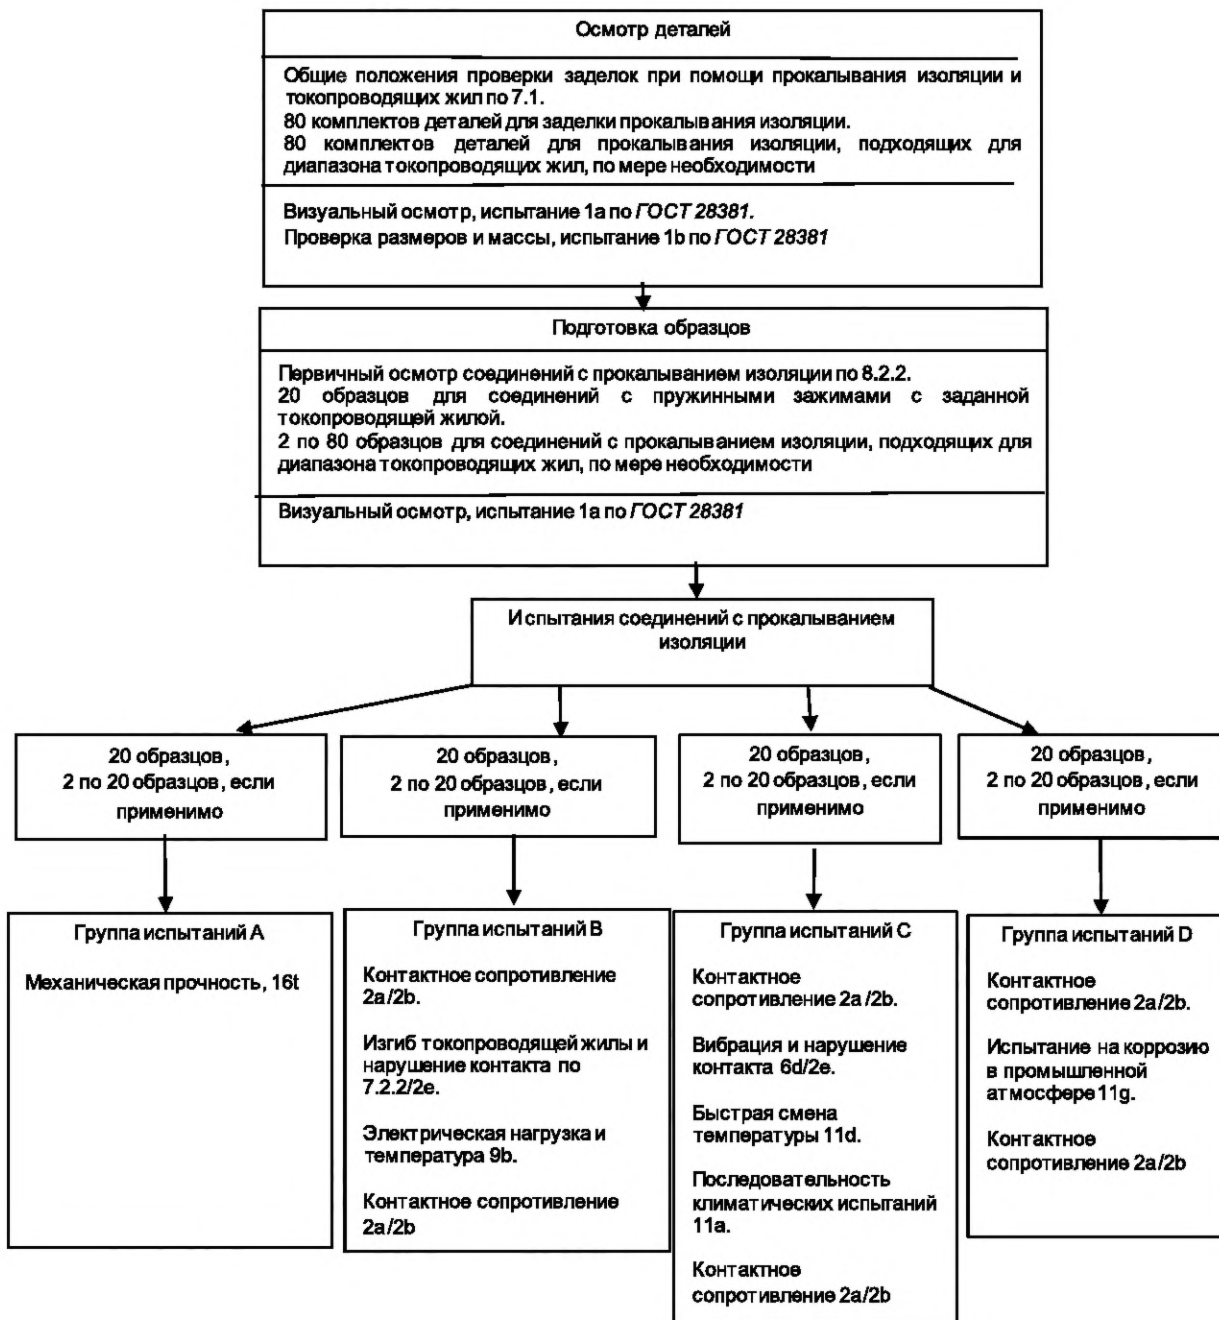 Осмотр деталей
Общие положения проверки заделок при помощи прокалывания изоляции и
токопроводящих жил по 7.1.
80 комплектов деталей для заделки прокалывания изоляции.
80 комплектов деталей для прокалывания изоляции, подходящих для
диапазона токопроводящих жил, по мере необходимости
Визуальный осмотр, испытание 1a по ГОСТ 28381.
Проверка размеров и массы, испытание 1b по ГОСТ 28381
Подготовка образцов
Первичный осмотр соединений с прокалыванием изоляции по 8.2.2.
20 образцов для соединений с пружинными зажимами с заданной
токопроводящей жилой.
2 по 80 образцов для соединений с прокалыванием изоляции, подходящих для
диапазона токопроводящих жил, по мере необходимости
Визуальный осмотр, испытание 1a по ГОСТ 28381
Испытания соединений с прокалыванием
изоляции
20 образцов,
2 по 20 образцов, если
применимо
20 образцов,
2 по 20 образцов, если
применимо
20 образцов,
2 по 20 образцов, если
применимо
20 образцов,
2 по 20 образцов, если
применимо
Группа испытаний A
Механическая прочность, 16t
Группа испытаний B
Контактное сопротивление
2a/2b.
Изгиб токопроводящей жилы и
нарушение контакта по
7.2.2/2e.
Электрическая нагрузка и
температура 9b.
Контактное сопротивление
2a/2b
Группа испытаний C
Контактное
сопротивление 2a/2b.
Вибрация и нарушение
контакта 6d/2e.
Быстрая смена
температуры 11d.
Последовательность
климатических испытаний
11a.
Контактное
сопротивление 2a/2b
Группа испытаний D
Контактное
сопротивление 2a/2b.
Испытание на коррозию
в промышленной
атмосфере 11g.
Контактное
сопротивление 2a/2b